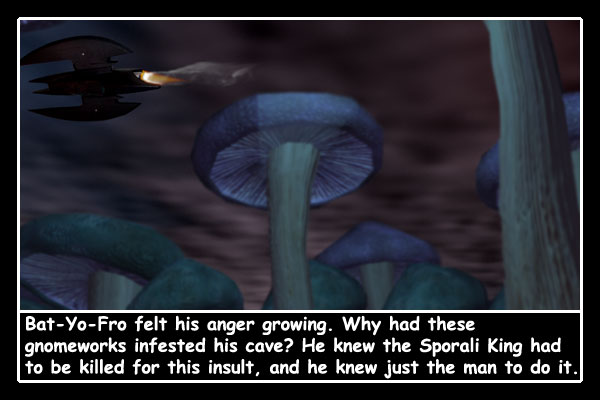 Bat-Yo-Fro felt his anger growing. Why had these
gnomeworks infested his cave? He knew the Sporali King had
to be killed for this insult, and he knew just the man to do it.